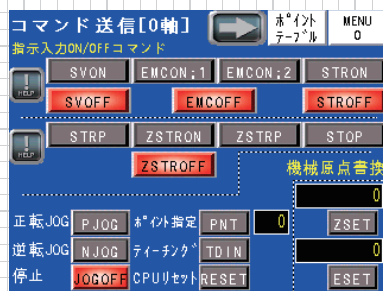 コマンド送信[0軸]
ポイント
テーブル
MENU
0
指示入力ON/OFFコマンド
HELP
SVON
EMCON;1
EMCON;2
STRON
SVOFF
EMCOFF
STROFF
HELP
STRP
ZSTRON
ZSTRP
STOP
ZSTROFF
機械原点書換
0
正転JOG
PJOG
ポイント指定
PNT
0
ZSET
逆転JOG
NJOG
ティーチング
TDIN
0
停止
JOGOFF
CPUリセット
RESET
ESET